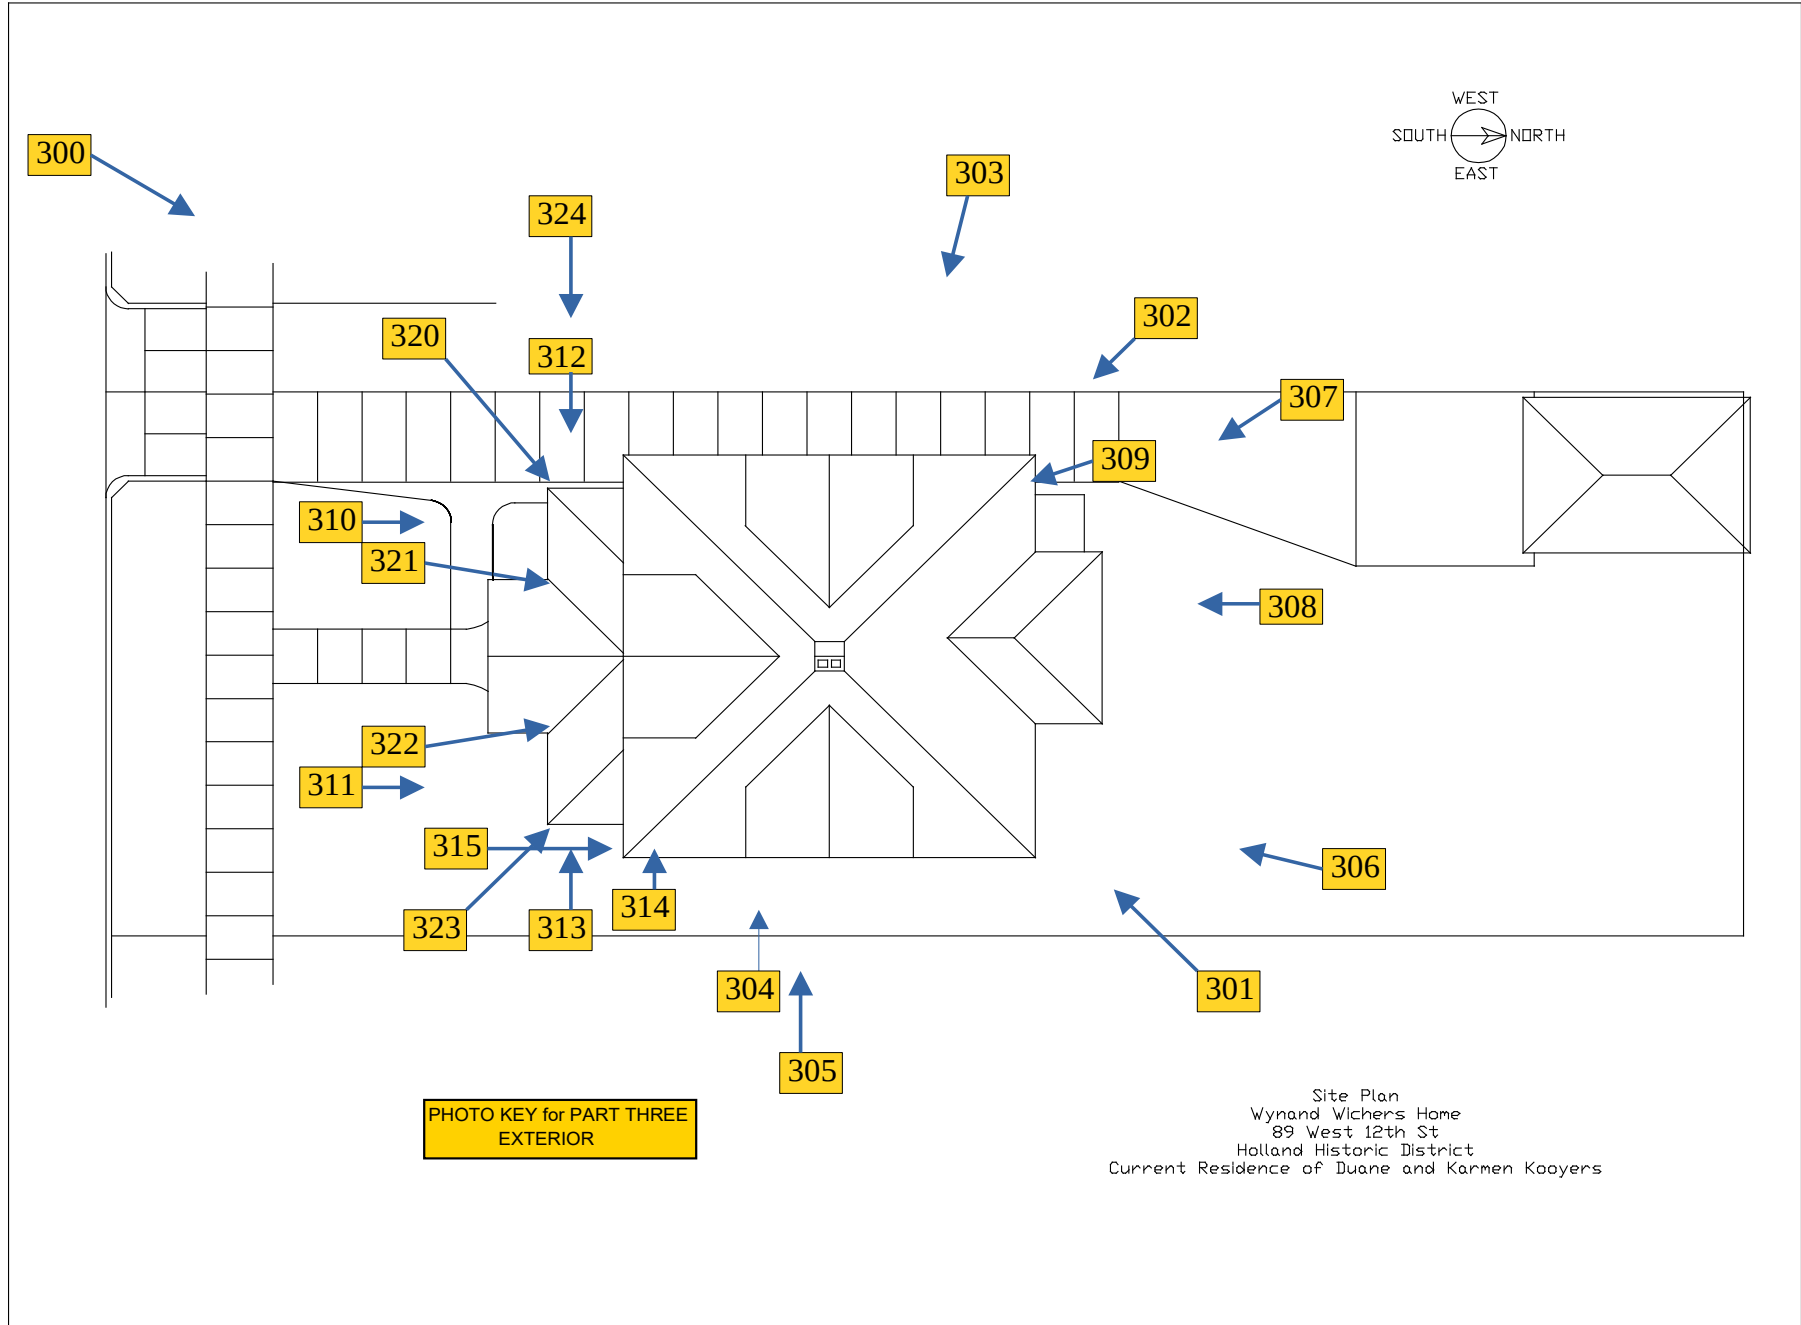 WEST
SOUTH NORTH
EAST
300
303
324
302
320
312
307
309
310
321
308
322
311
315
306
314
323
313
304
301
305
PHOTO KEY for PART THREE
EXTERIOR
Site Plan
Wynand Wichers Home
89 West 12th St
Holland Historic District
Current Residence of Duane and Karmen Kooyers